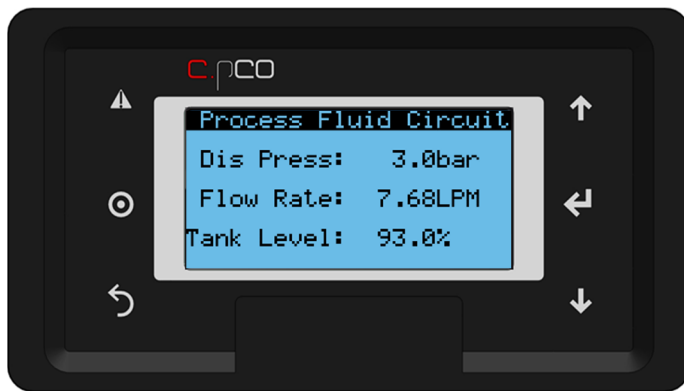 c.pCO
Process Fluid Circuit
Dis Press: 3.0bar
Flow Rate: 7.68LPM
Tank Level: 93.0%